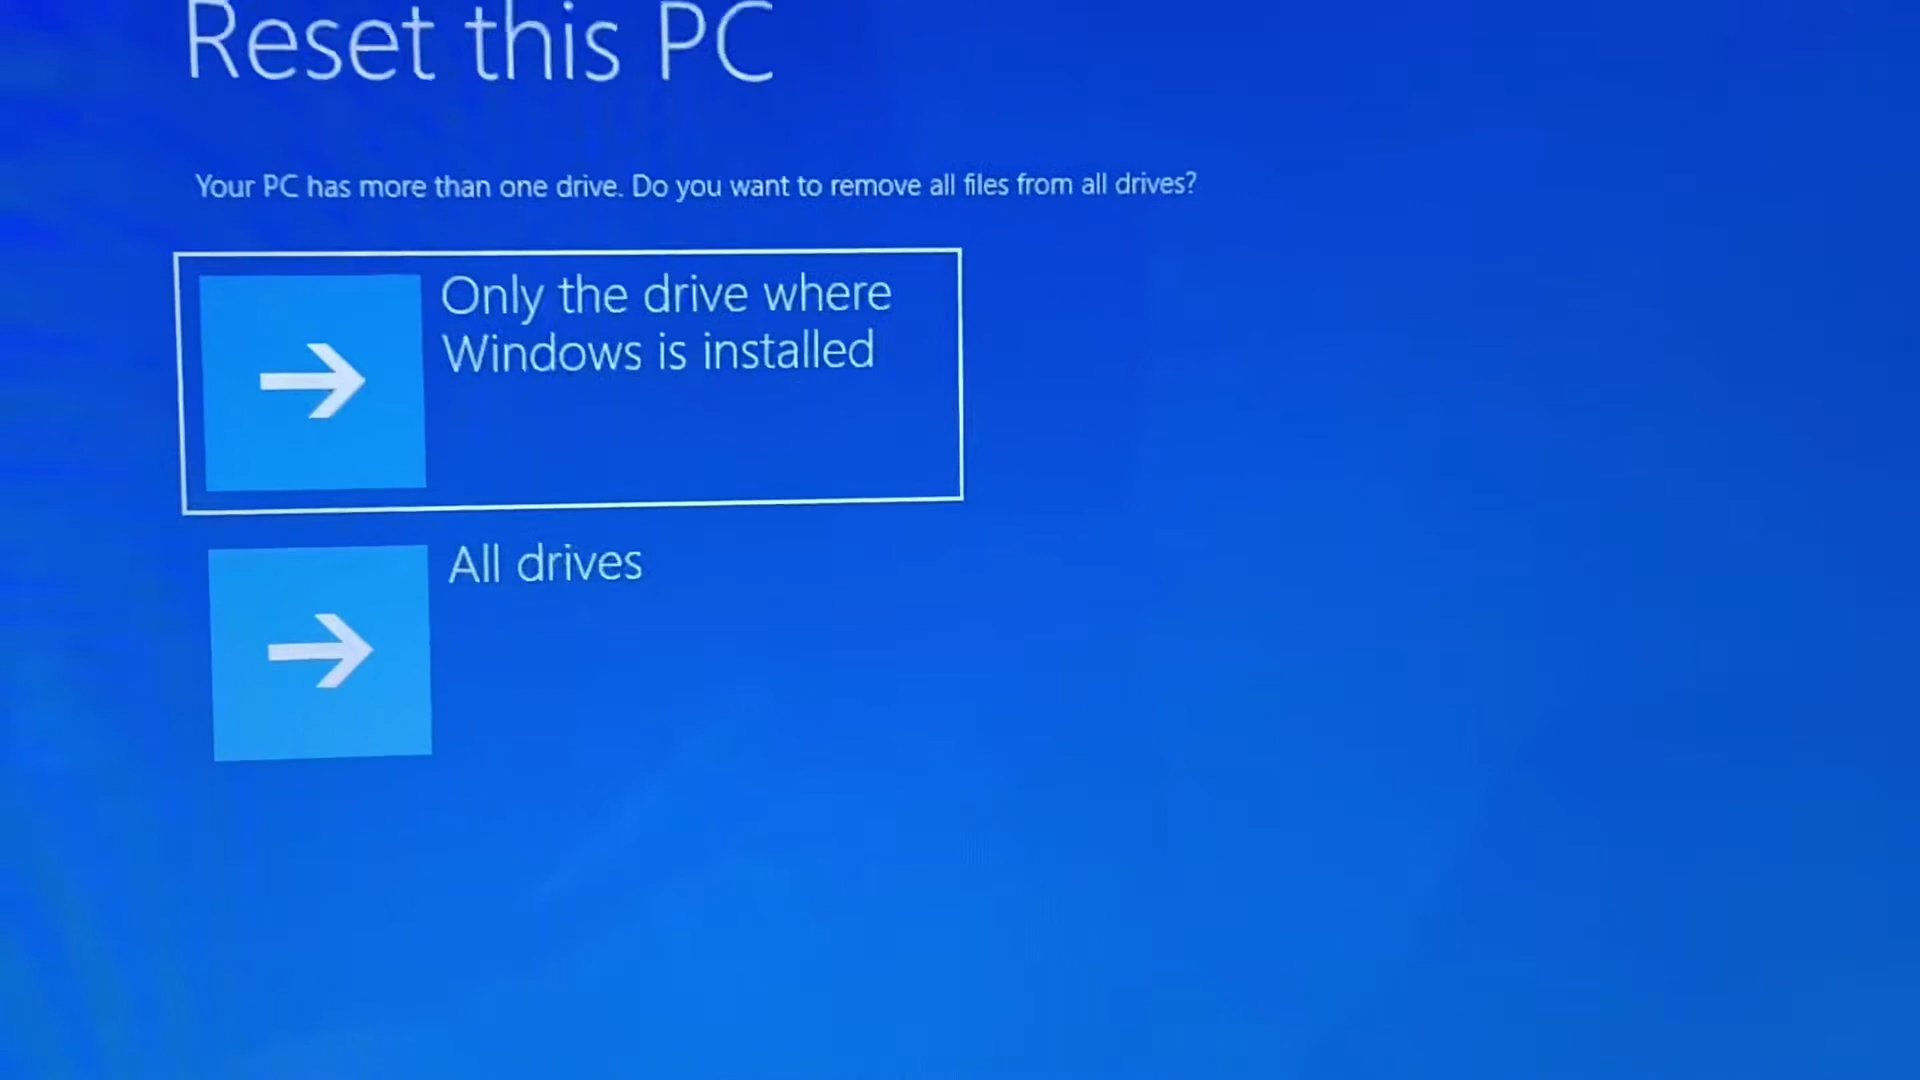 Reset this PC
Your PC has more than one drive. Do you want to remove all files from all drives?
Only the drive where
Windows is installed
All drives